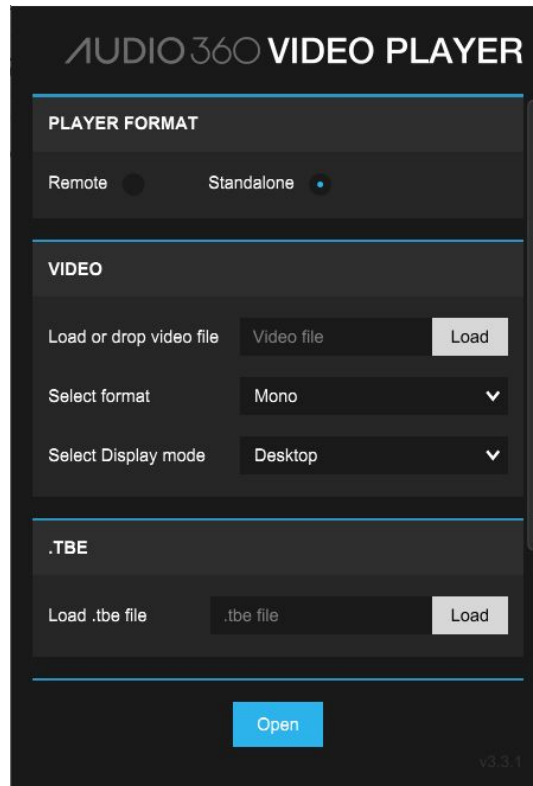 AUDIO360 VIDEO PLAYER
PLAYER FORMAT
Remote Standalone
VIDEO
Load or drop video file Video file Load
Select format Mono
Select Display mode Desktop
.TBE
Load .tbe file .tbe file Load
Open
v3.3.1